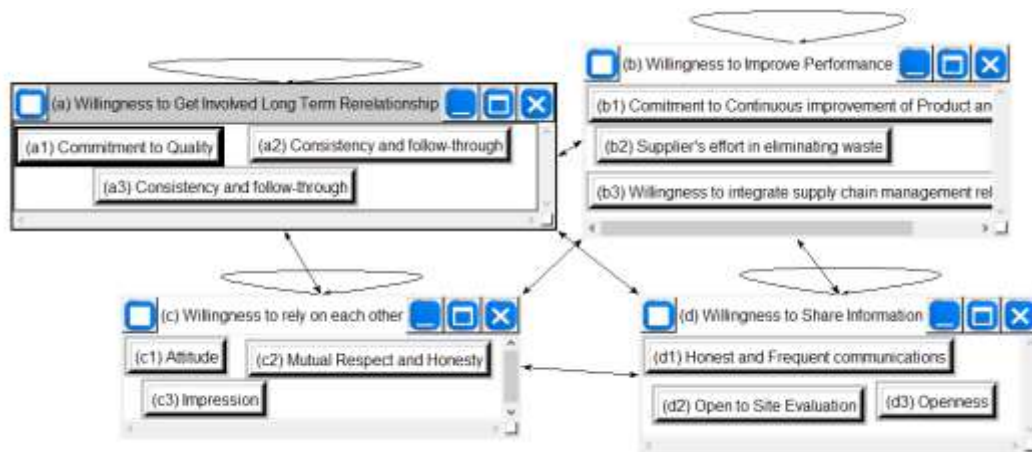 (a) Willingness to Get Involved Long Term Rerelationship
(a1) Commitment to Quality
(a2) Consistency and follow-through
(a3) Consistency and follow-through
(b) Willingness to Improve Performance
(b1) Comitment to Continuous improvement of Product an
(b2) Supplier's effort in eliminating waste
(b3) Willingness to integrate supply chain management rel
(c) Willingness to rely on each other
(c1) Attitude
(c2) Mutual Respect and Honesty
(c3) Impression
(d) Willingness to Share Information
(d1) Honest and Frequent communications
(d2) Open to Site Evaluation
(d3) Openness